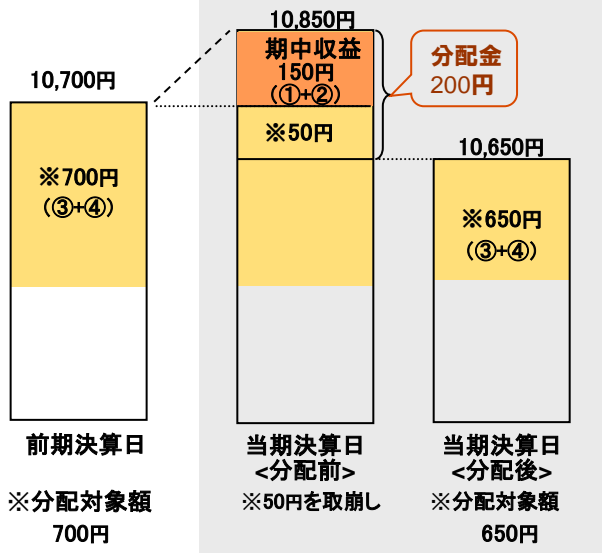 10,700円
※700円
(③+④)
前期決算日
※分配対象額
700円
10,850円
期中収益
150円
(①+②)
※50円
分配金
200円
当期決算日
<分配前>
※50円を取崩し
10,650円
※650円
(③+④)
当期決算日
<分配後>
※分配対象額
650円